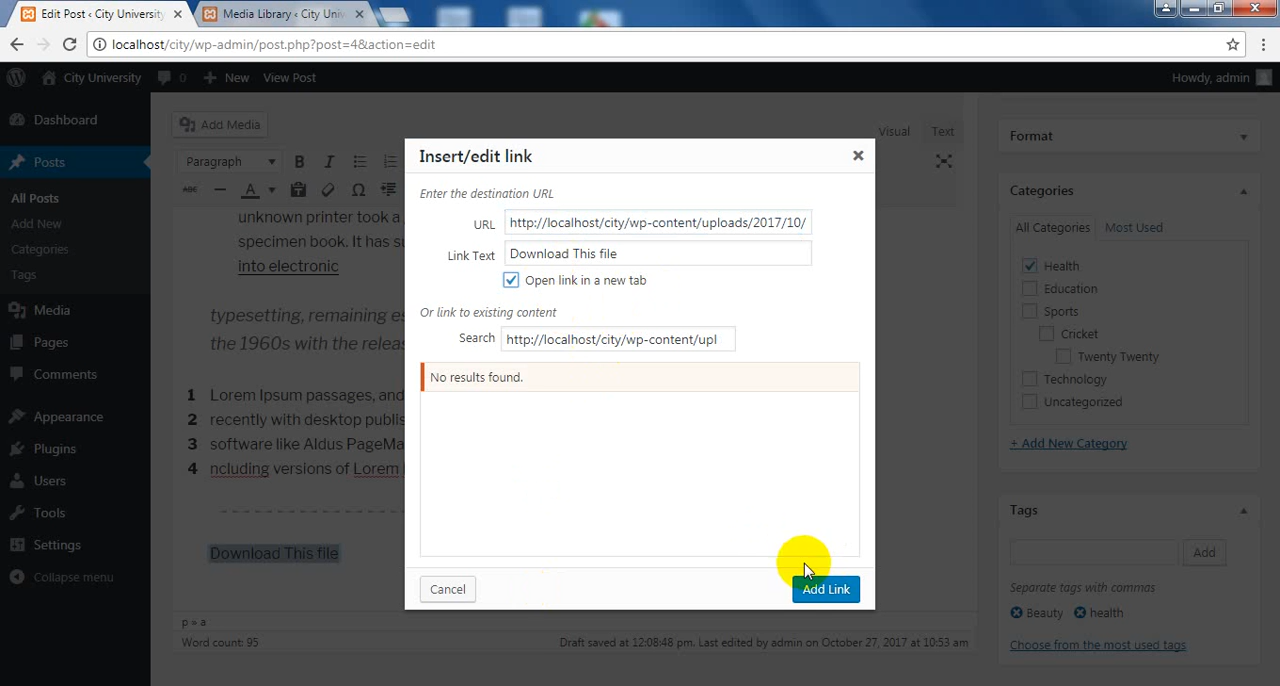 Edit Post ‹ City University
Media Library ‹ City Uni
localhost/city/wp-admin/post.php?post=4&action=edit
City University 0 New View Post
Howdy, admin
Dashboard
Posts
All Posts
Add New
Categories
Tags
Media
Pages
Comments
Appearance
Plugins
Users
Tools
Settings
Collapse menu
Add Media
Visual Text
Paragraph B I
ABC A Ω
unknown printer took a
specimen book. It has su
into electronic
typesetting, remaining es
the 1960s with the releas
1 Lorem Ipsum passages, and
2 recently with desktop publis
3 software like Aldus PageMa
4 ncluding versions of Lorem
Download This file
p » a
Word count: 95
Draft saved at 12:08:48 pm. Last edited by admin on October 27, 2017 at 10:53 am
Insert/edit link
Enter the destination URL
URL http://localhost/city/wp-content/uploads/2017/10/
Link Text Download This file
Open link in a new tab
Or link to existing content
Search http://localhost/city/wp-content/upl
No results found.
Cancel
Add Link
Format
Categories
All Categories Most Used
Health
Education
Sports
Cricket
Twenty Twenty
Technology
Uncategorized
+ Add New Category
Tags
Add
Separate tags with commas
Beauty health
Choose from the most used tags